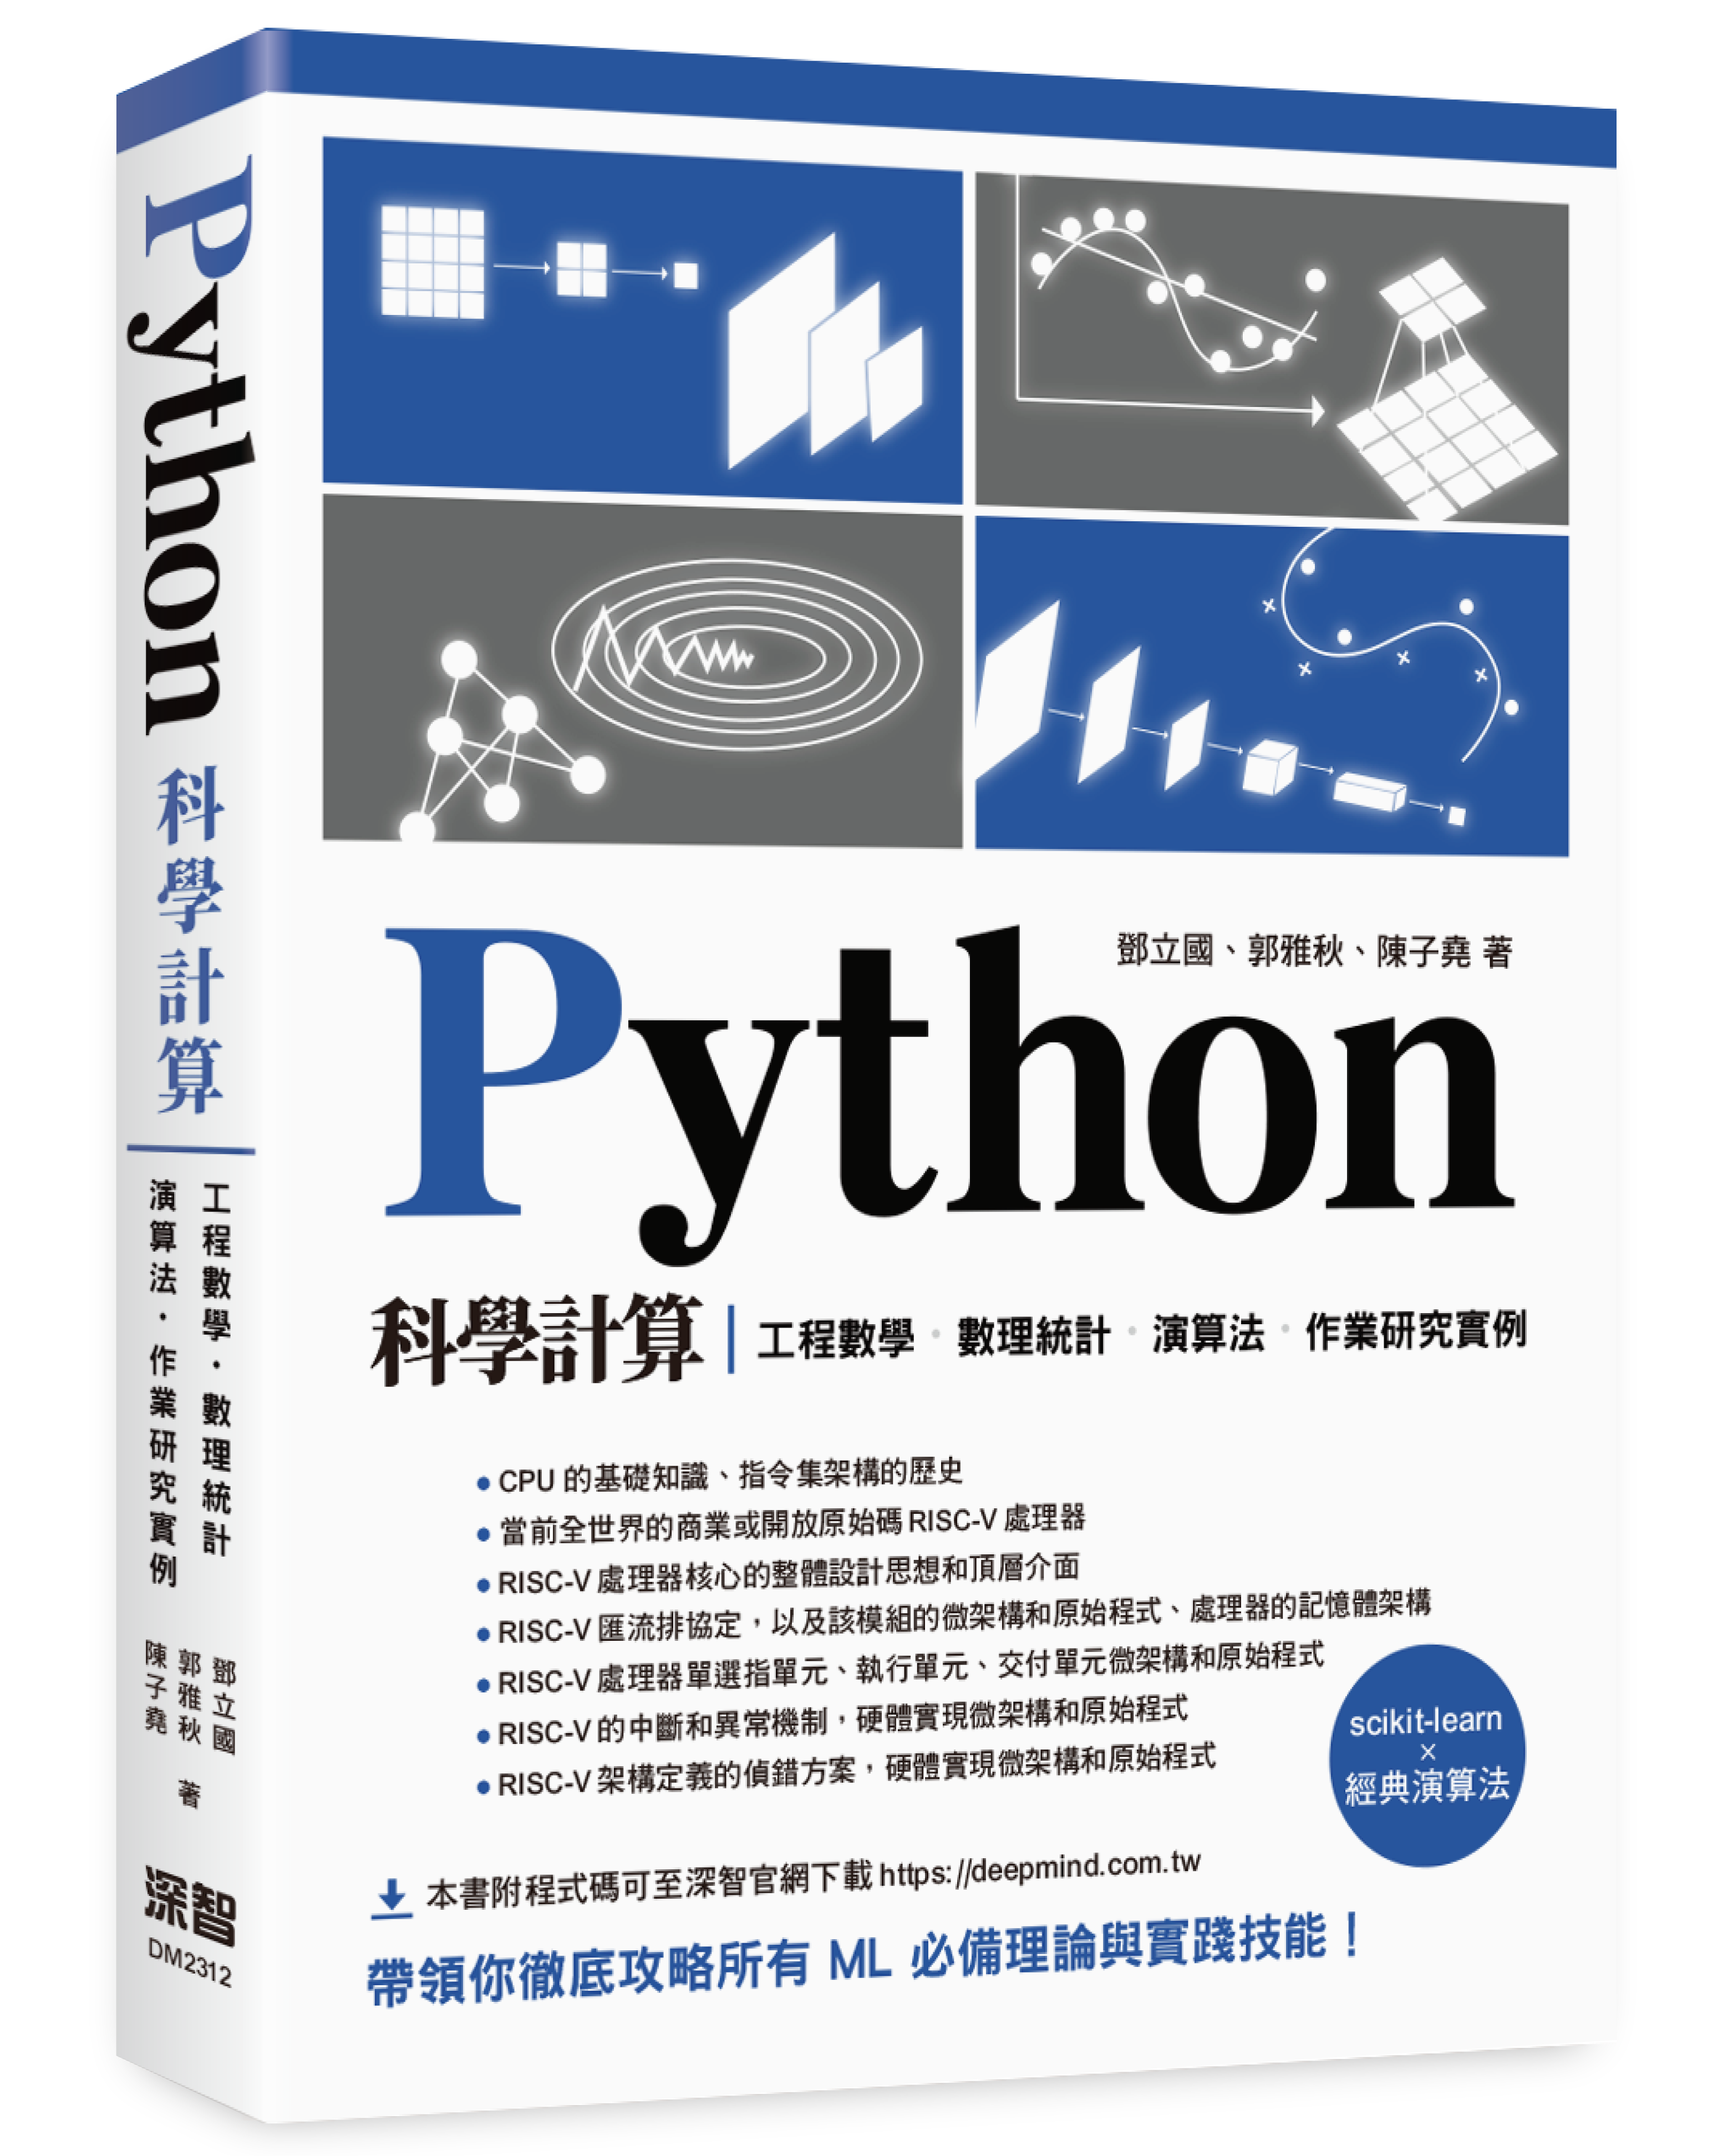 Python 科學計算
工程數學・數理統計
演算法・作業研究實例
鄧立國
郭雅秋 著
陳子堯
深智
DM2312
鄧立國、郭雅秋、陳子堯 著
Python
科學計算 | 工程數學・數理統計・演算法・作業研究實例
• CPU 的基礎知識、指令集架構的歷史
• 當前全世界的商業或開放原始碼 RISC-V 處理器
• RISC-V 處理器核心的整體設計思想和頂層介面
• RISC-V 匯流排協定，以及該模組的微架構和原始程式、處理器的記憶體架構
• RISC-V 處理器單選指單元、執行單元、交付單元微架構和原始程式
• RISC-V 的中斷和異常機制，硬體實現微架構和原始程式
• RISC-V 架構定義的偵錯方案，硬體實現微架構和原始程式
scikit-learn
×
經典演算法
本書附程式碼可至深智官網下載 https://deepmind.com.tw
帶領你徹底攻略所有 ML 必備理論與實踐技能！